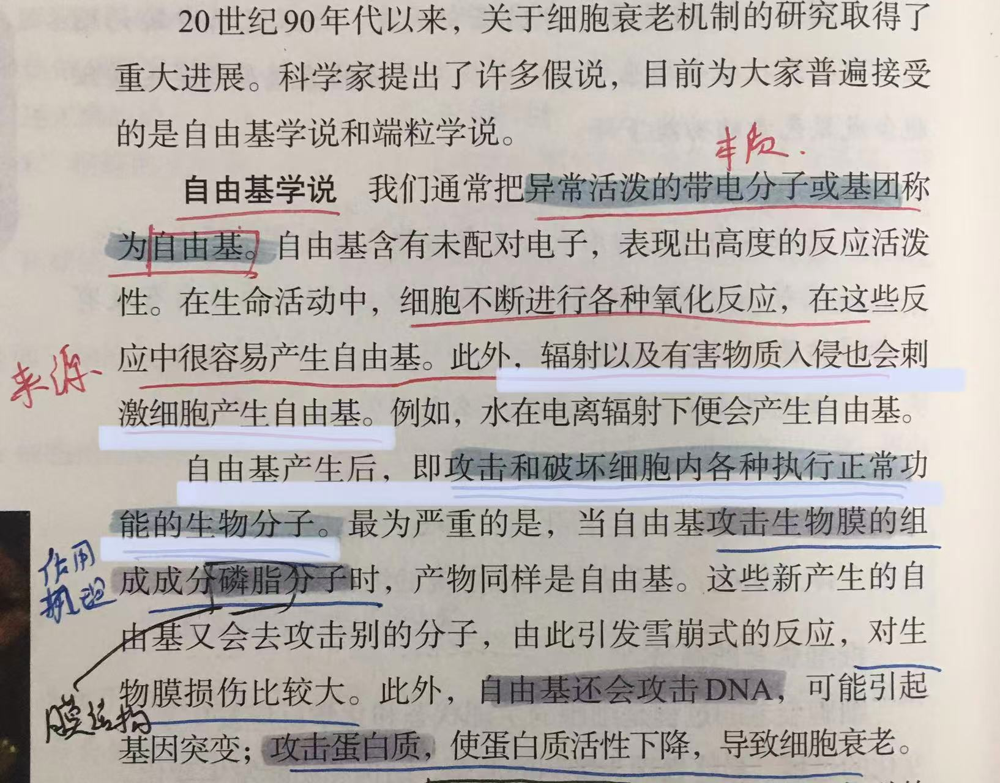 20世纪90年代以来，关于细胞衰老机制的研究取得了
重大进展。科学家提出了许多假说，目前为大家普遍接受
的是自由基学说和端粒学说。
本质.
自由基学说 我们通常把异常活泼的带电分子或基团称
为自由基。自由基含有未配对电子，表现出高度的反应活泼
性。在生命活动中，细胞不断进行各种氧化反应，在这些反
应中很容易产生自由基。此外，辐射以及有害物质入侵也会刺
来源
激细胞产生自由基。例如，水在电离辐射下便会产生自由基。
自由基产生后，即攻击和破坏细胞内各种执行正常功
能的生物分子。最为严重的是，当自由基攻击生物膜的组
作用
成成分磷脂分子时，产物同样是自由基。这些新产生的自
由基又会去攻击别的分子，由此引发雪崩式的反应，对生
物膜损伤比较大。此外，自由基还会攻击DNA，可能引起
膜结构
基因突变；攻击蛋白质，使蛋白质活性下降，导致细胞衰老。